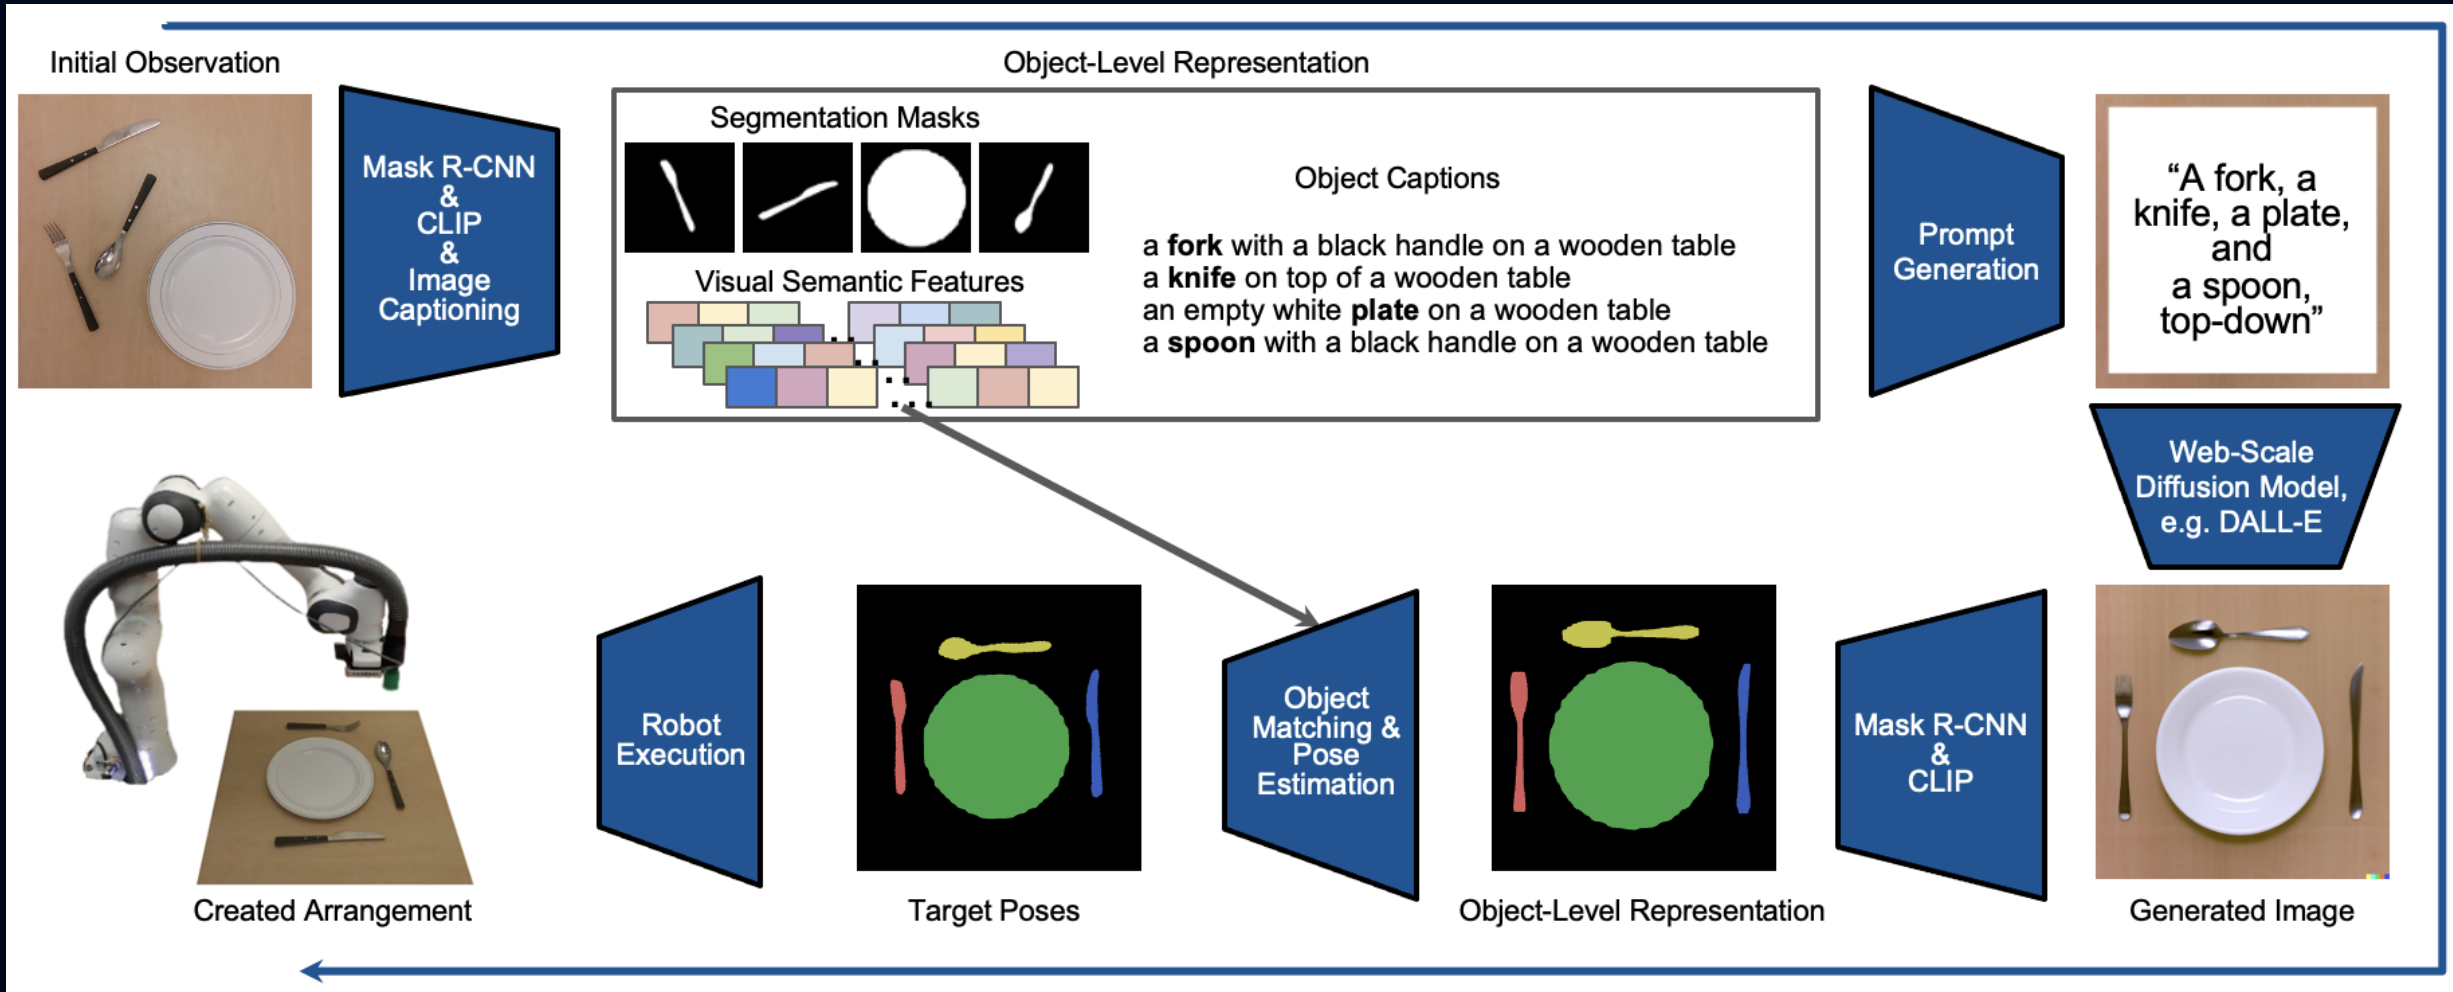 Initial Observation
Object-Level Representation
Mask R-CNN
&
CLIP
&
Image
Captioning
Segmentation Masks
Visual Semantic Features
Object Captions
a fork with a black handle on a wooden table
a knife on top of a wooden table
an empty white plate on a wooden table
a spoon with a black handle on a wooden table
Prompt
Generation
“A fork, a
knife, a plate,
and
a spoon,
top-down”
Web-Scale
Diffusion Model,
e.g. DALL-E
Generated Image
Mask R-CNN
&
CLIP
Object-Level Representation
Object
Matching &
Pose
Estimation
Target Poses
Robot
Execution
Created Arrangement